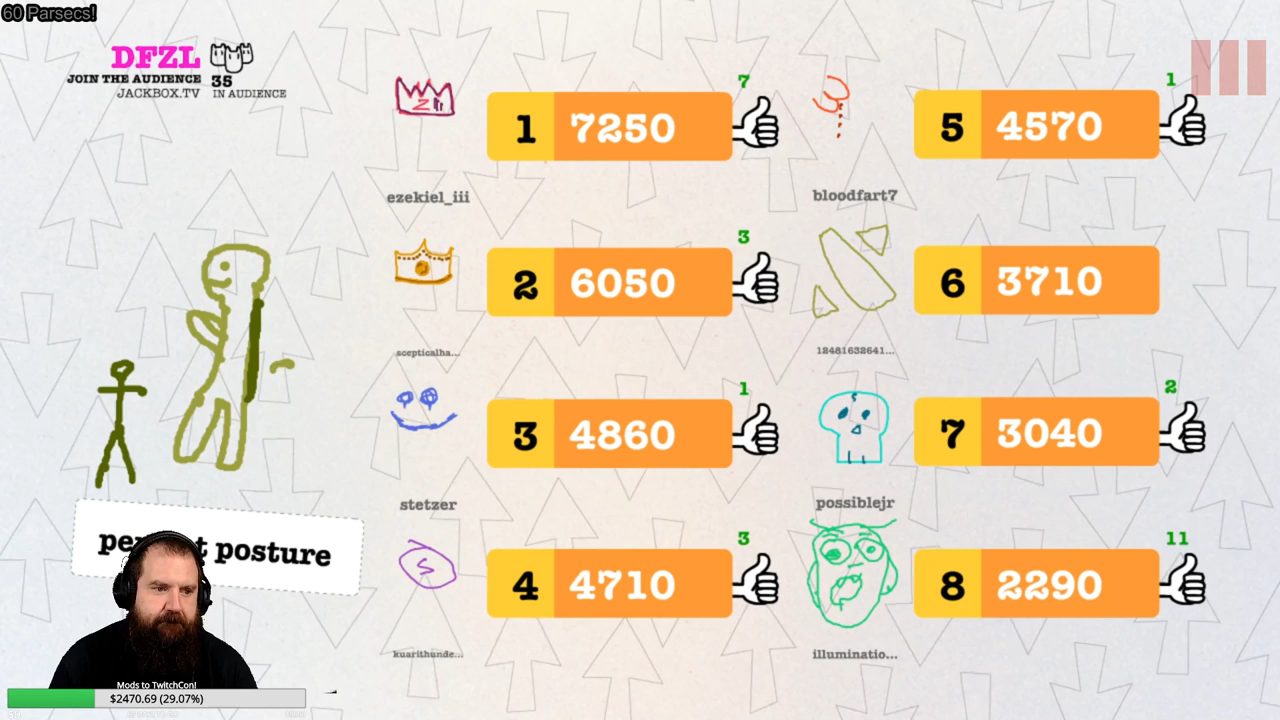 60 Parsecs!
DFZL
JOIN THE AUDIENCE
JACKBOX.TV
35
IN AUDIENCE
posture
Mods to TwitchCon!
$2470.69 (29.07%)
1 7250 7
ezekiel_iii
2 6050 3
scepticalha...
3 4860 1
stetzer
S
4 4710 3
kuarithunde...
5 4570 1
bloodfart7
6 3710
12481632641...
7 3040 2
possiblejr
8 2290 11
illuminatio...